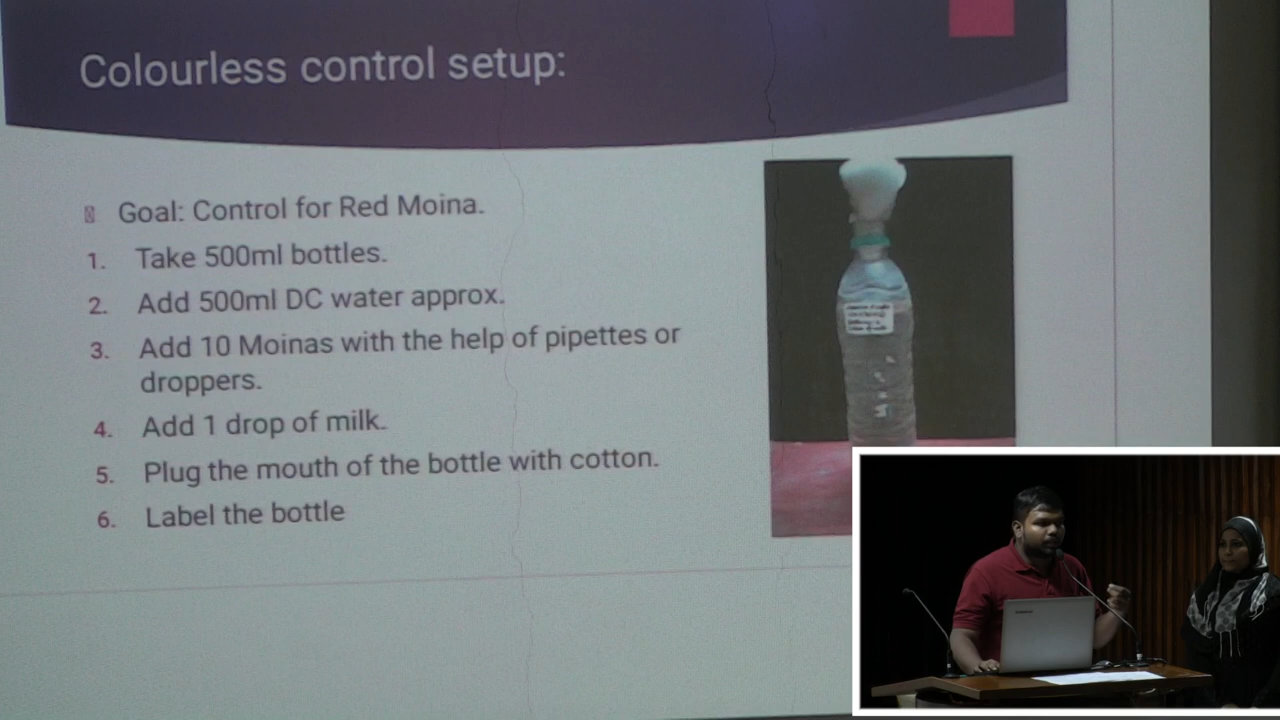 Colourless control setup:
Goal: Control for Red Moina.
1. Take 500ml bottles.
2. Add 500ml DC water approx.
3. Add 10 Moinas with the help of pipettes or
droppers.
4. Add 1 drop of milk.
5. Plug the mouth of the bottle with cotton.
6. Label the bottle